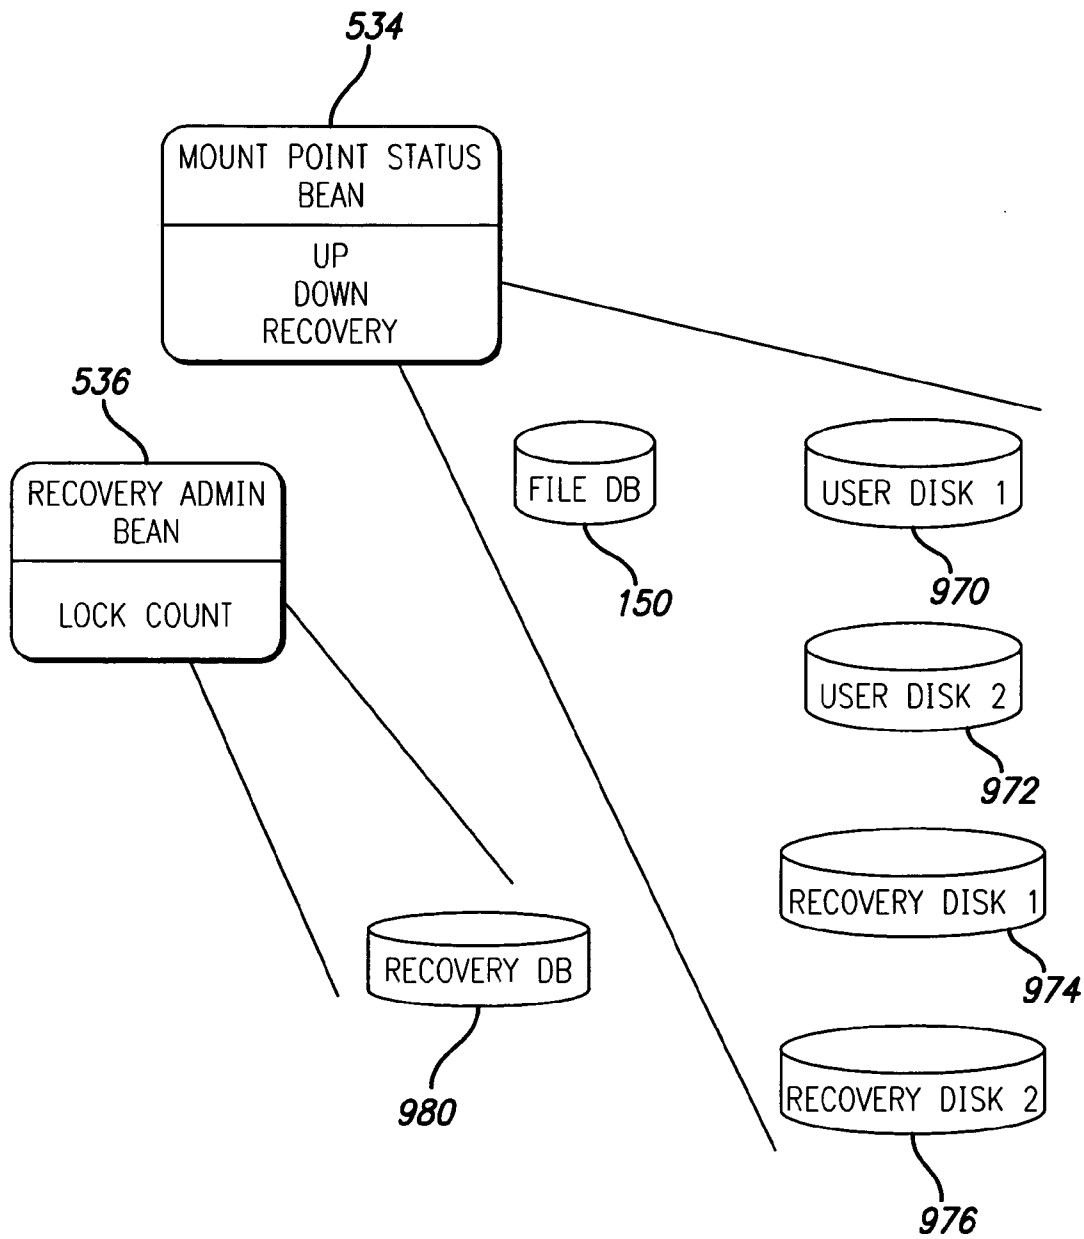 534
MOUNT POINT STATUS
BEAN
UP
DOWN
RECOVERY
536
RECOVERY ADMIN
BEAN
LOCK COUNT
FILE DB
150
USER DISK 1
970
USER DISK 2
972
RECOVERY DISK 1
974
RECOVERY DB
980
RECOVERY DISK 2
976